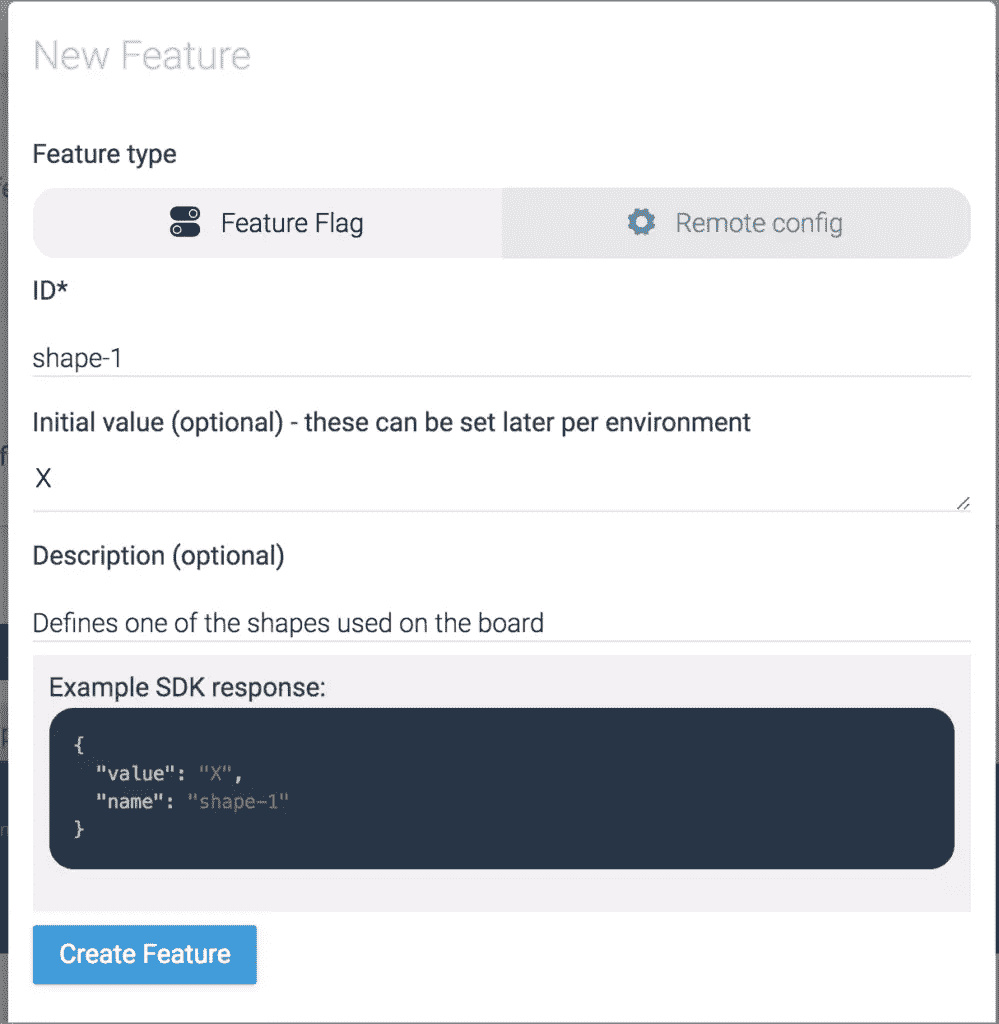 New Feature
Feature type
Feature Flag
Remote config
ID*
shape-1
Initial value (optional) - these can be set later per environment
X
Description (optional)
Defines one of the shapes used on the board
Example SDK response:
{
"value": "X",
"name": "shape-1"
}
Create Feature